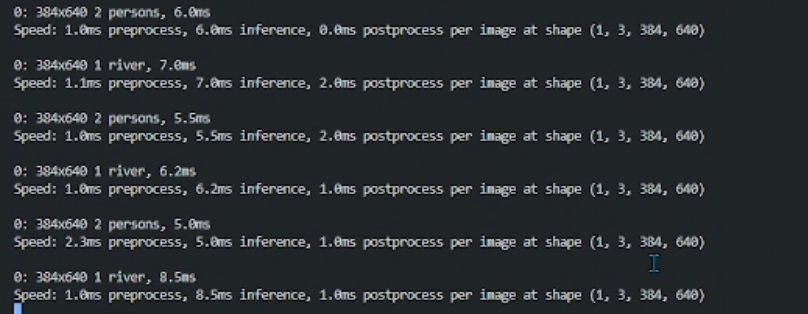 0: 384x640 2 persons, 6.0ms
Speed: 1.0ms preprocess, 6.0ms inference, 0.0ms postprocess per image at shape (1, 3, 384, 640)
0: 384x640 1 river, 7.0ms
Speed: 1.1ms preprocess, 7.0ms inference, 2.0ms postprocess per image at shape (1, 3, 384, 640)
0: 384x640 2 persons, 5.5ms
Speed: 1.0ms preprocess, 5.5ms inference, 2.0ms postprocess per image at shape (1, 3, 384, 640)
0: 384x640 1 river, 6.2ms
Speed: 1.0ms preprocess, 6.2ms inference, 1.0ms postprocess per image at shape (1, 3, 384, 640)
0: 384x640 2 persons, 5.0ms
Speed: 2.3ms preprocess, 5.0ms inference, 1.0ms postprocess per image at shape (1, 3, 384, 640)
0: 384x640 1 river, 8.5ms
Speed: 1.0ms preprocess, 8.5ms inference, 1.0ms postprocess per image at shape (1, 3, 384, 640)